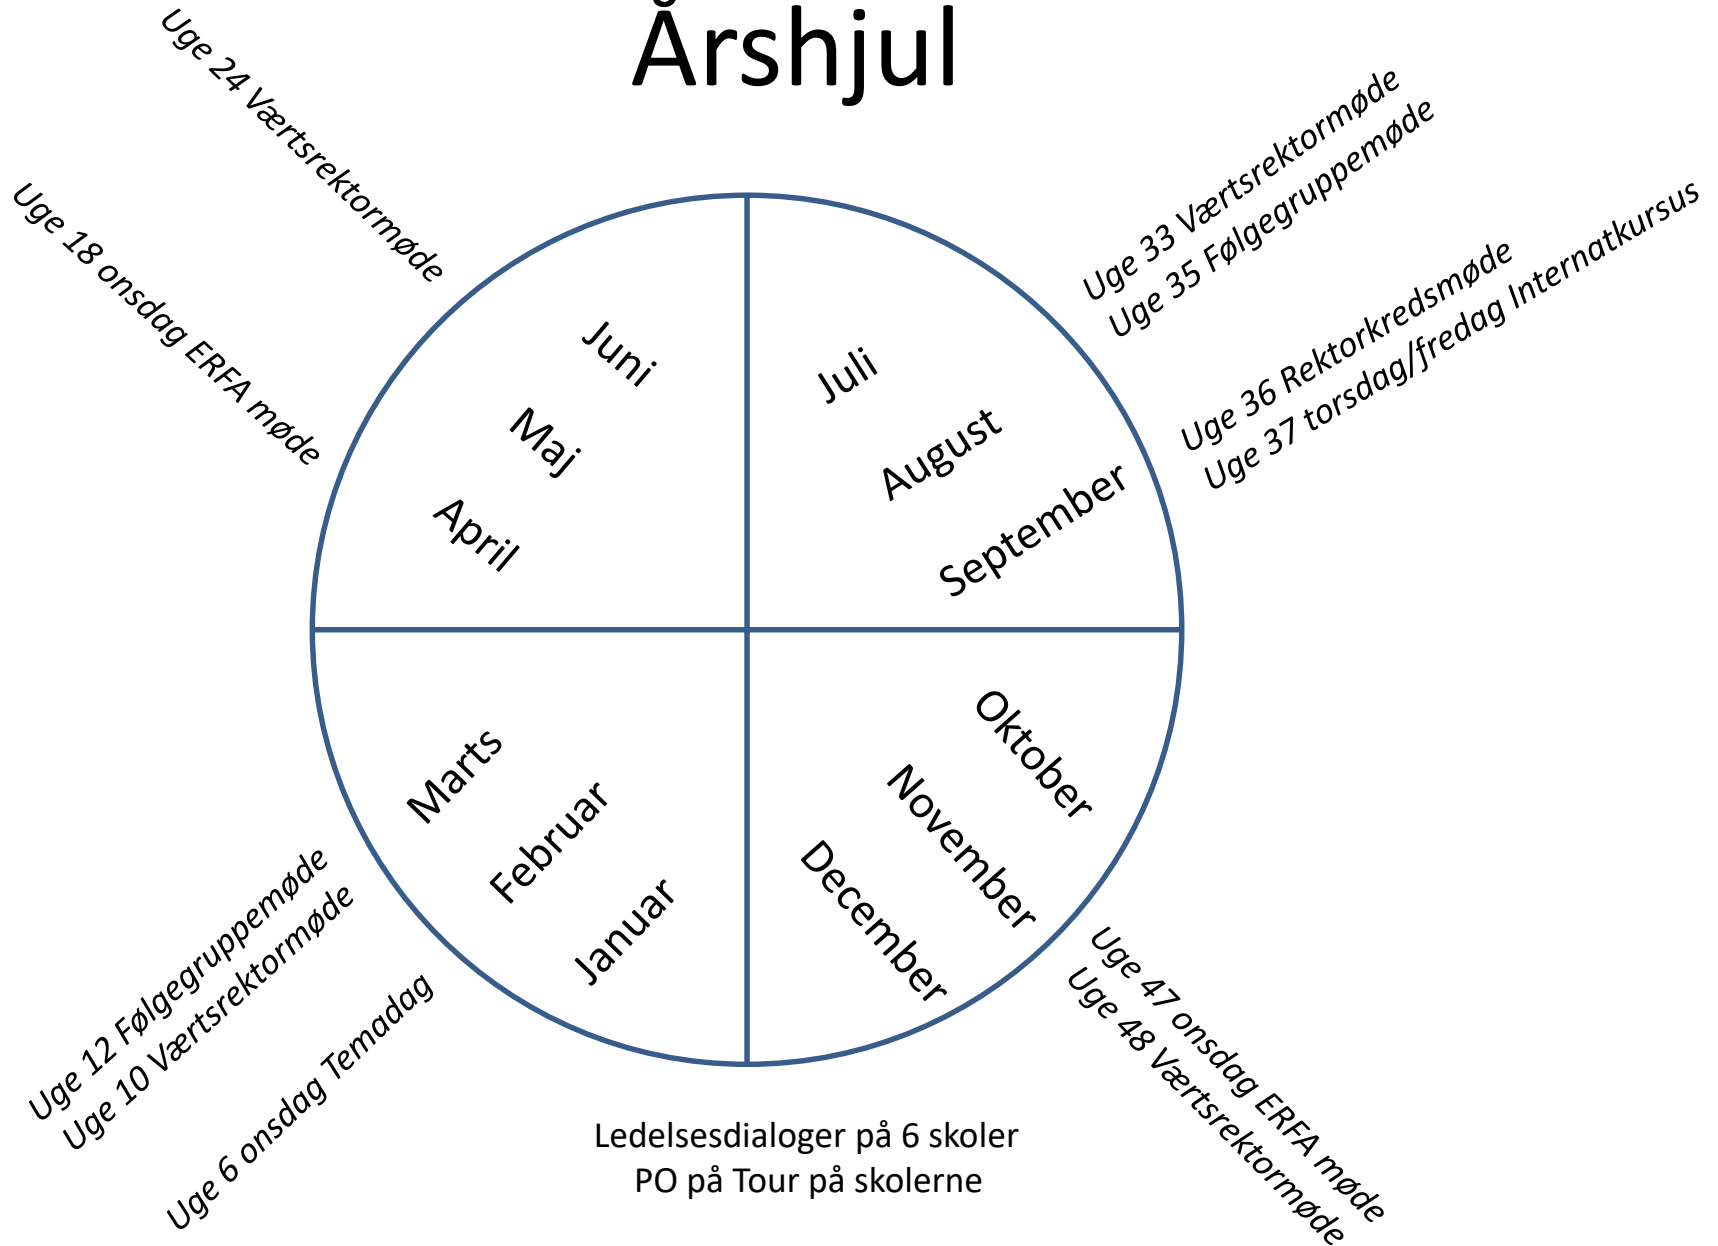 Årshjul
Uge 24 Værtsrektormøde
Uge 18 onsdag ERFA møde
Uge 33 Værtsrektormøde
Uge 35 Følgegruppemøde
Uge 36 Rektorkredsmøde
Uge 37 torsdag/fredag Internatkursus
Juni
Maj
April
Juli
August
September
Marts
Februar
Januar
Oktober
November
December
Uge 12 Følgegruppemøde
Uge 10 Værtsrektormøde
Uge 6 onsdag Temadag
Uge 47 onsdag ERFA møde
Uge 48 Værtsrektormøde
Ledelsesdialoger på 6 skoler
PO på Tour på skolerne